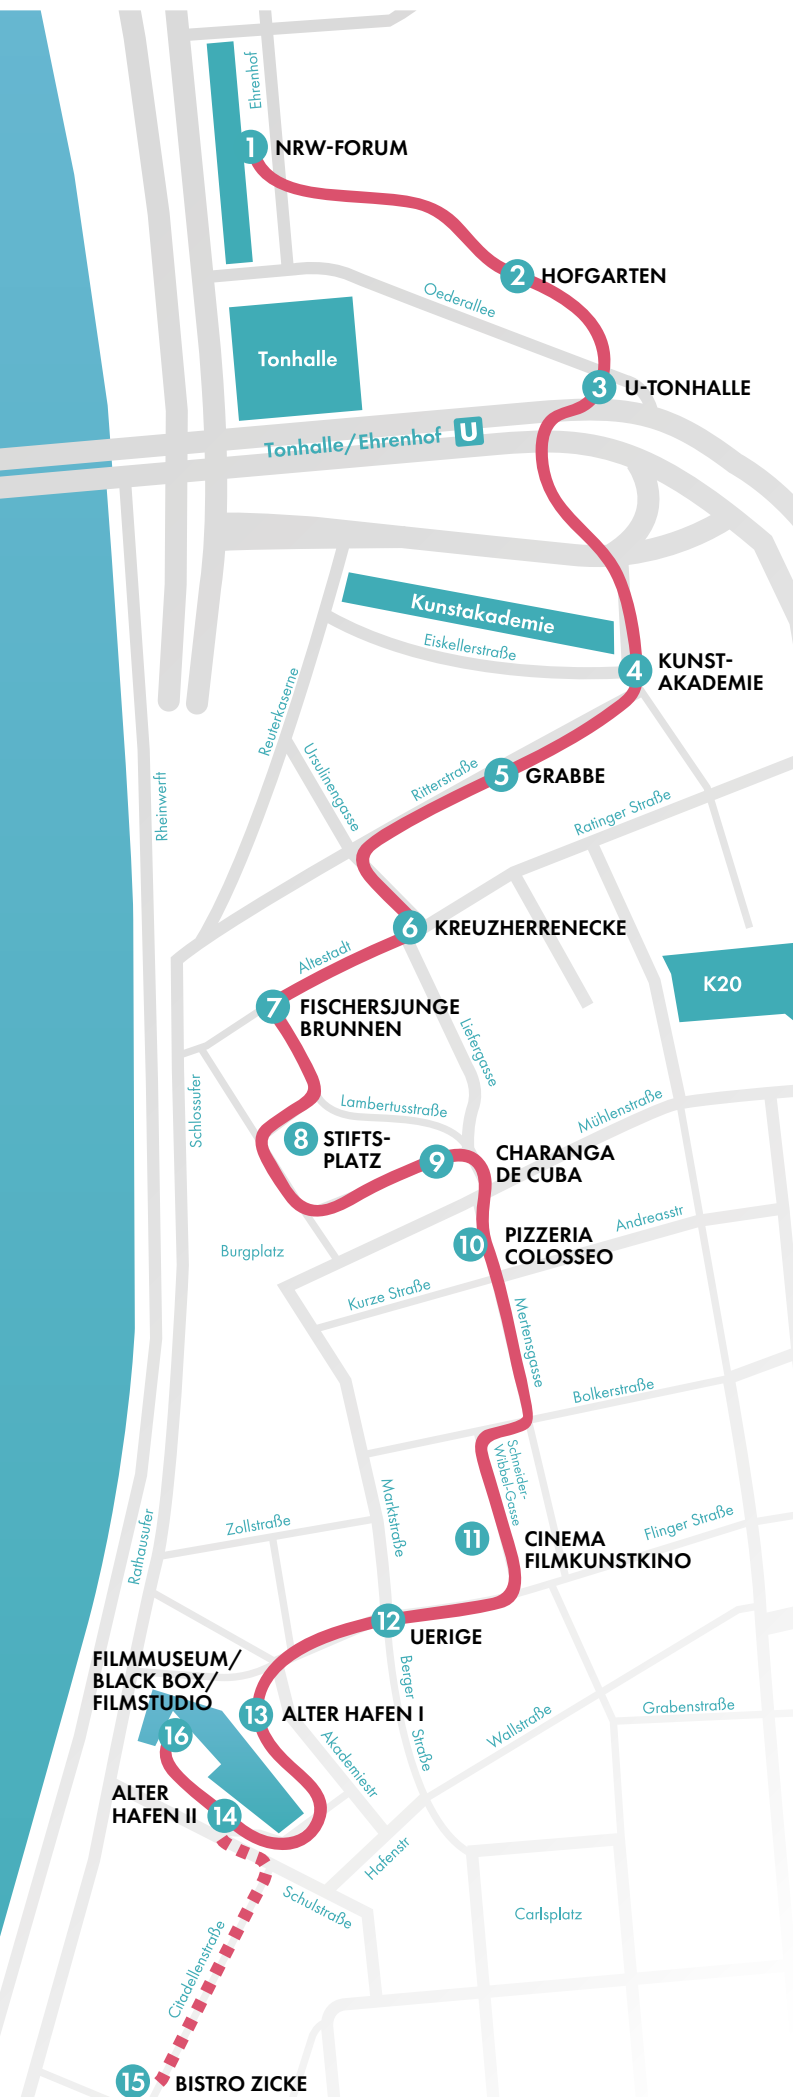 Ehrenhof
1 NRW-FORUM
2 HOFGARTEN
Oederallee
Tonhalle
3 U-TONHALLE
Tonhalle/Ehrenhof U
Kunstakademie
Eiskellerstraße
4 KUNST-
AKADEMIE
Reuterkaserne
Ursulinengasse
Rheinwerft
Ritterstraße
5 GRABBE
Ratinger Straße
6 KREUZHERRENECKE
Altestadt
K20
7 FISCHERSJUNGE
BRUNNEN
Liefergasse
Schlossufer
Lambertusstraße
Mühlenstraße
8 STIFTS-
PLATZ
9 CHARANGA
DE CUBA
Andreasstr
10 PIZZERIA
COLOSSEO
Burgplatz
Kurze Straße
Mertensgasse
Bolkerstraße
Schneider-
Wibbel-Gasse
Marktstraße
Zollstraße
Rathausufer
Flinger Straße
11 CINEMA
FILMKUNSTKINO
12 UERIGE
FILMMUSEUM/
BLACK BOX/
FILMSTUDIO
16
13 ALTER HAFEN I
Berger Straße
Wallstraße
Grabenstraße
Akademiestr
ALTER
HAFEN II 14
Hafenstr
Schulstraße
Carlsplatz
Citadellenstraße
15 BISTRO ZICKE